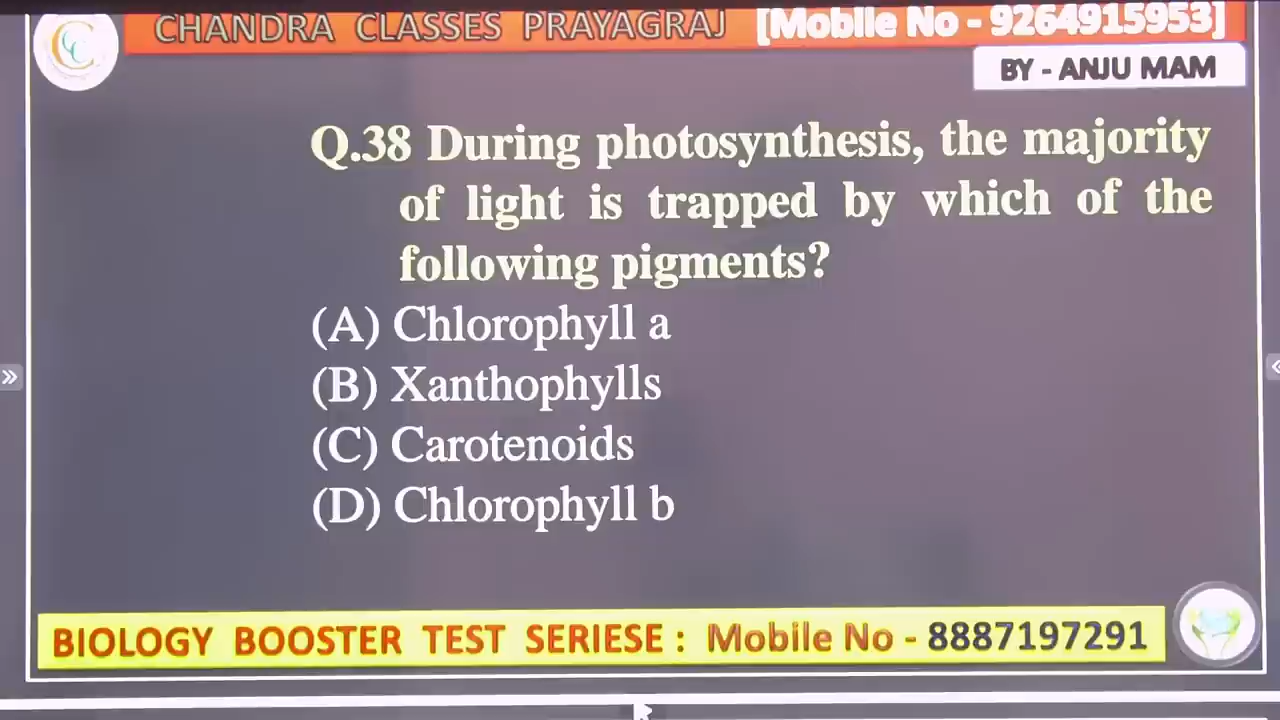 CHANDRA CLASSES PRAYAGRAJ [Mobile No - 9264915953]
BY - ANJU MAM
Q.38 During photosynthesis, the majority
of light is trapped by which of the
following pigments?
(A) Chlorophyll a
(B) Xanthophylls
(C) Carotenoids
(D) Chlorophyll b
BIOLOGY BOOSTER TEST SERIESE : Mobile No - 8887197291